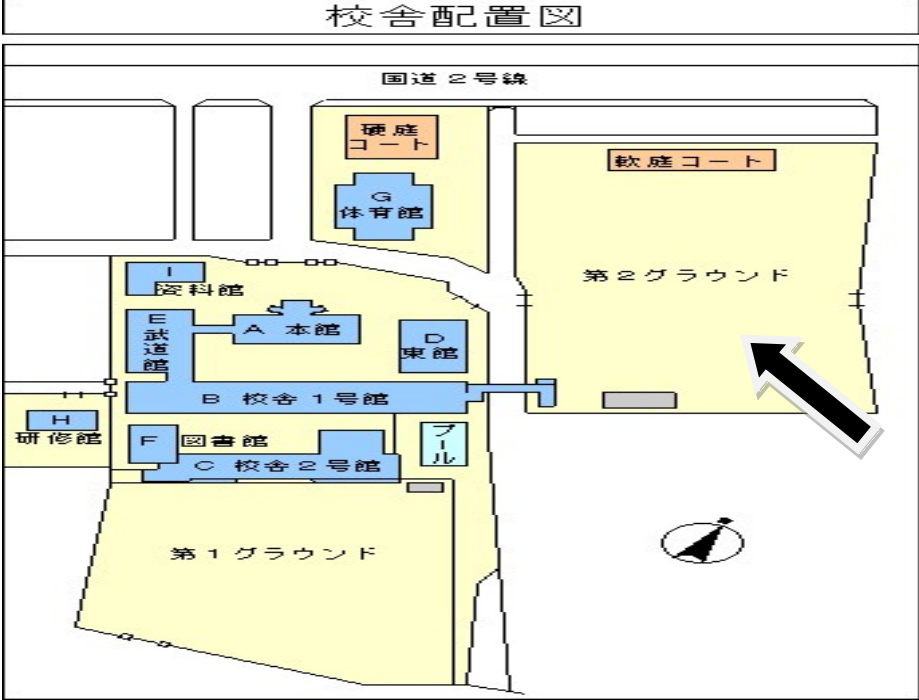 校舎配置図
国道２号線
硬庭
コート
軟庭コート
G
体育館
第２グラウンド
I
資料館
E
武道館
A 本館
D
東館
B 校舎１号館
H
研修館
F 図書館
プール
C 校舎２号館
第１グラウンド